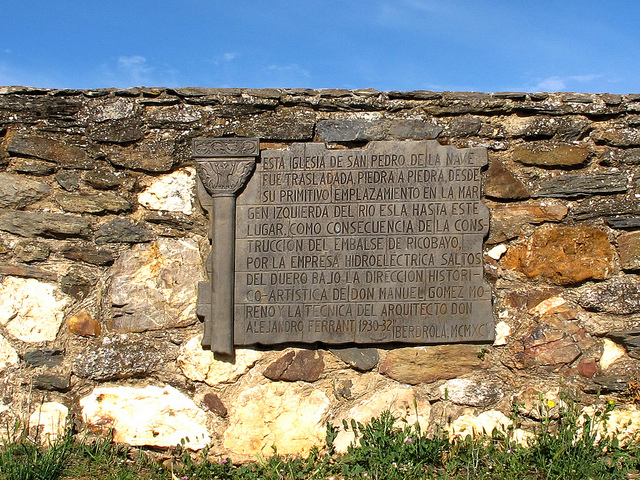 ESTA IGLESIA DE SAN PEDRO DE LA NAVE
FUE TRASLADADA, PIEDRA A PIEDRA DE
SU PRIMITIVO EMPLAZAMIENTO EN LA MAR
GEN IZQUIERDA DEL RIO ESLA HASTA ESTE
LUGAR, COMO CONSECUENCIA DE LA CONS
TRUCCION DEL EMBALSE DE RICOBAYO,
POR LA EMPRESA HIDROELECTRICA SALTOS
DEL DUERO BAJO LA DIRECCION HISTORI-
CO-ARTISTICA DE DON MANUEL GOMEZ MO-
RENO Y LA TECNICA DEL ARQUITECTO DON
ALEJANDRO FERRANT 1930-32
IBERDROLA, MCMXCI